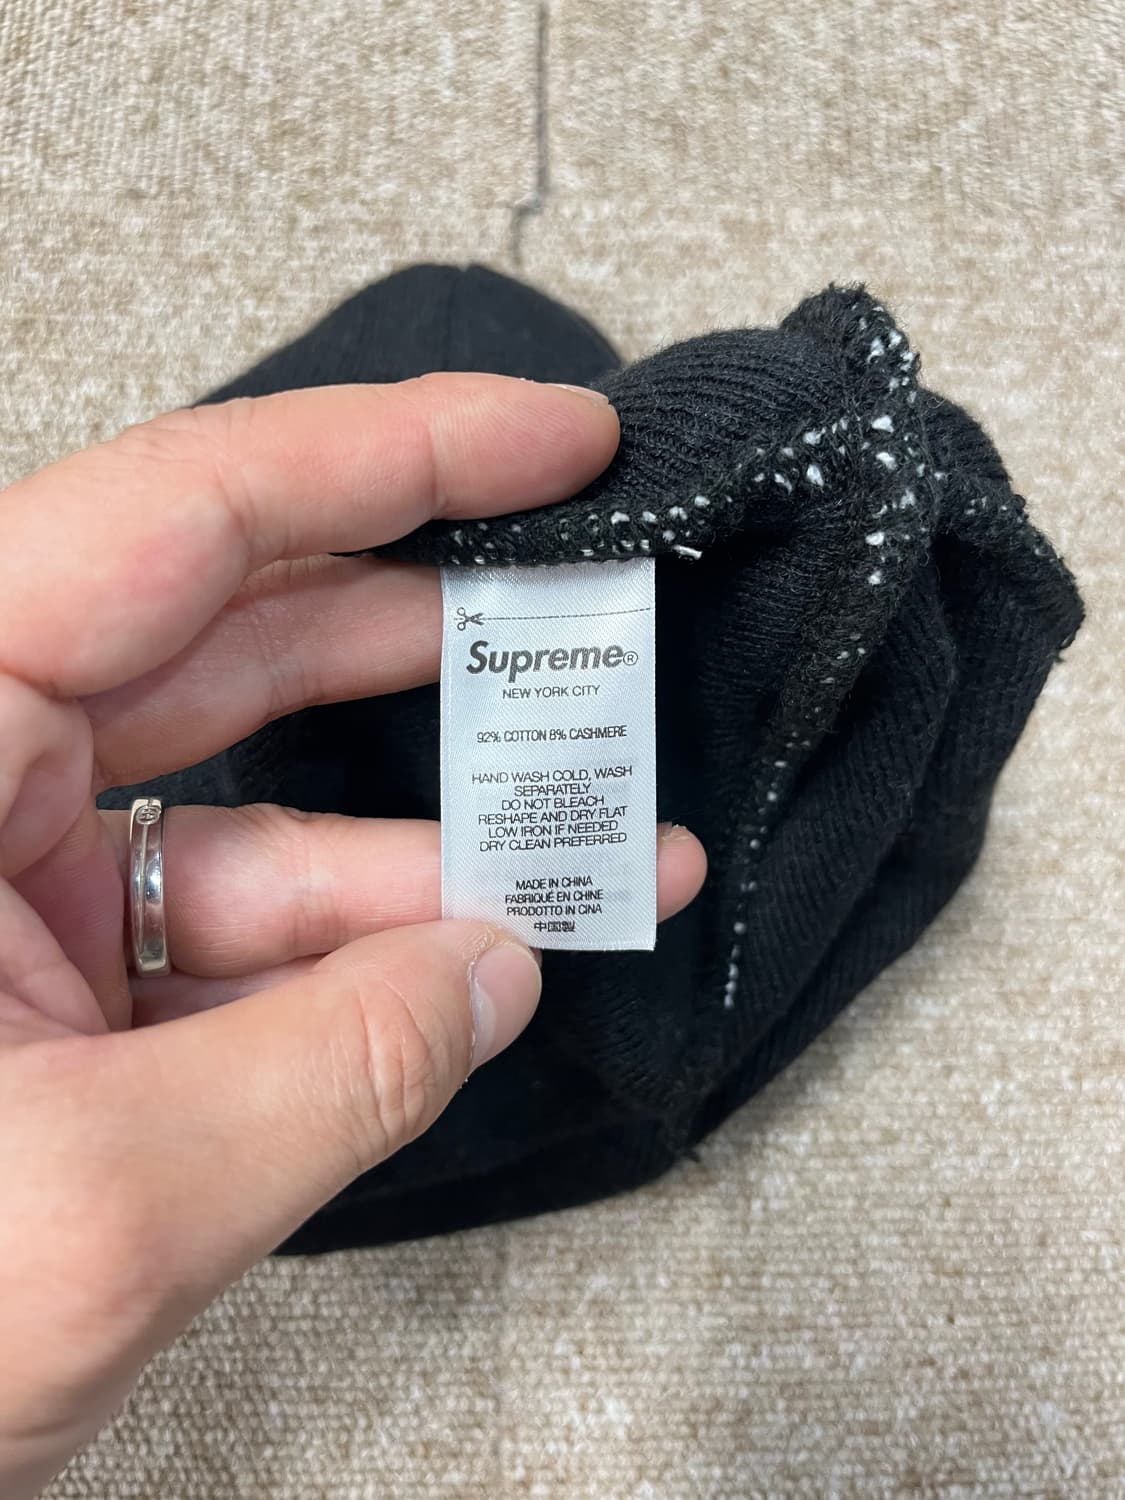 Supreme®
NEW YORK CITY
92% COTTON 8% CASHMERE
HAND WASH COLD, WASH
SEPARATELY
DO NOT BLEACH
RESHAPE AND DRY FLAT
LOW IRON IF NEEDED
DRY CLEAN PREFERRED
MADE IN CHINA
FABRIQUÉ EN CHINE
PRODOTTO IN CINA
中国製